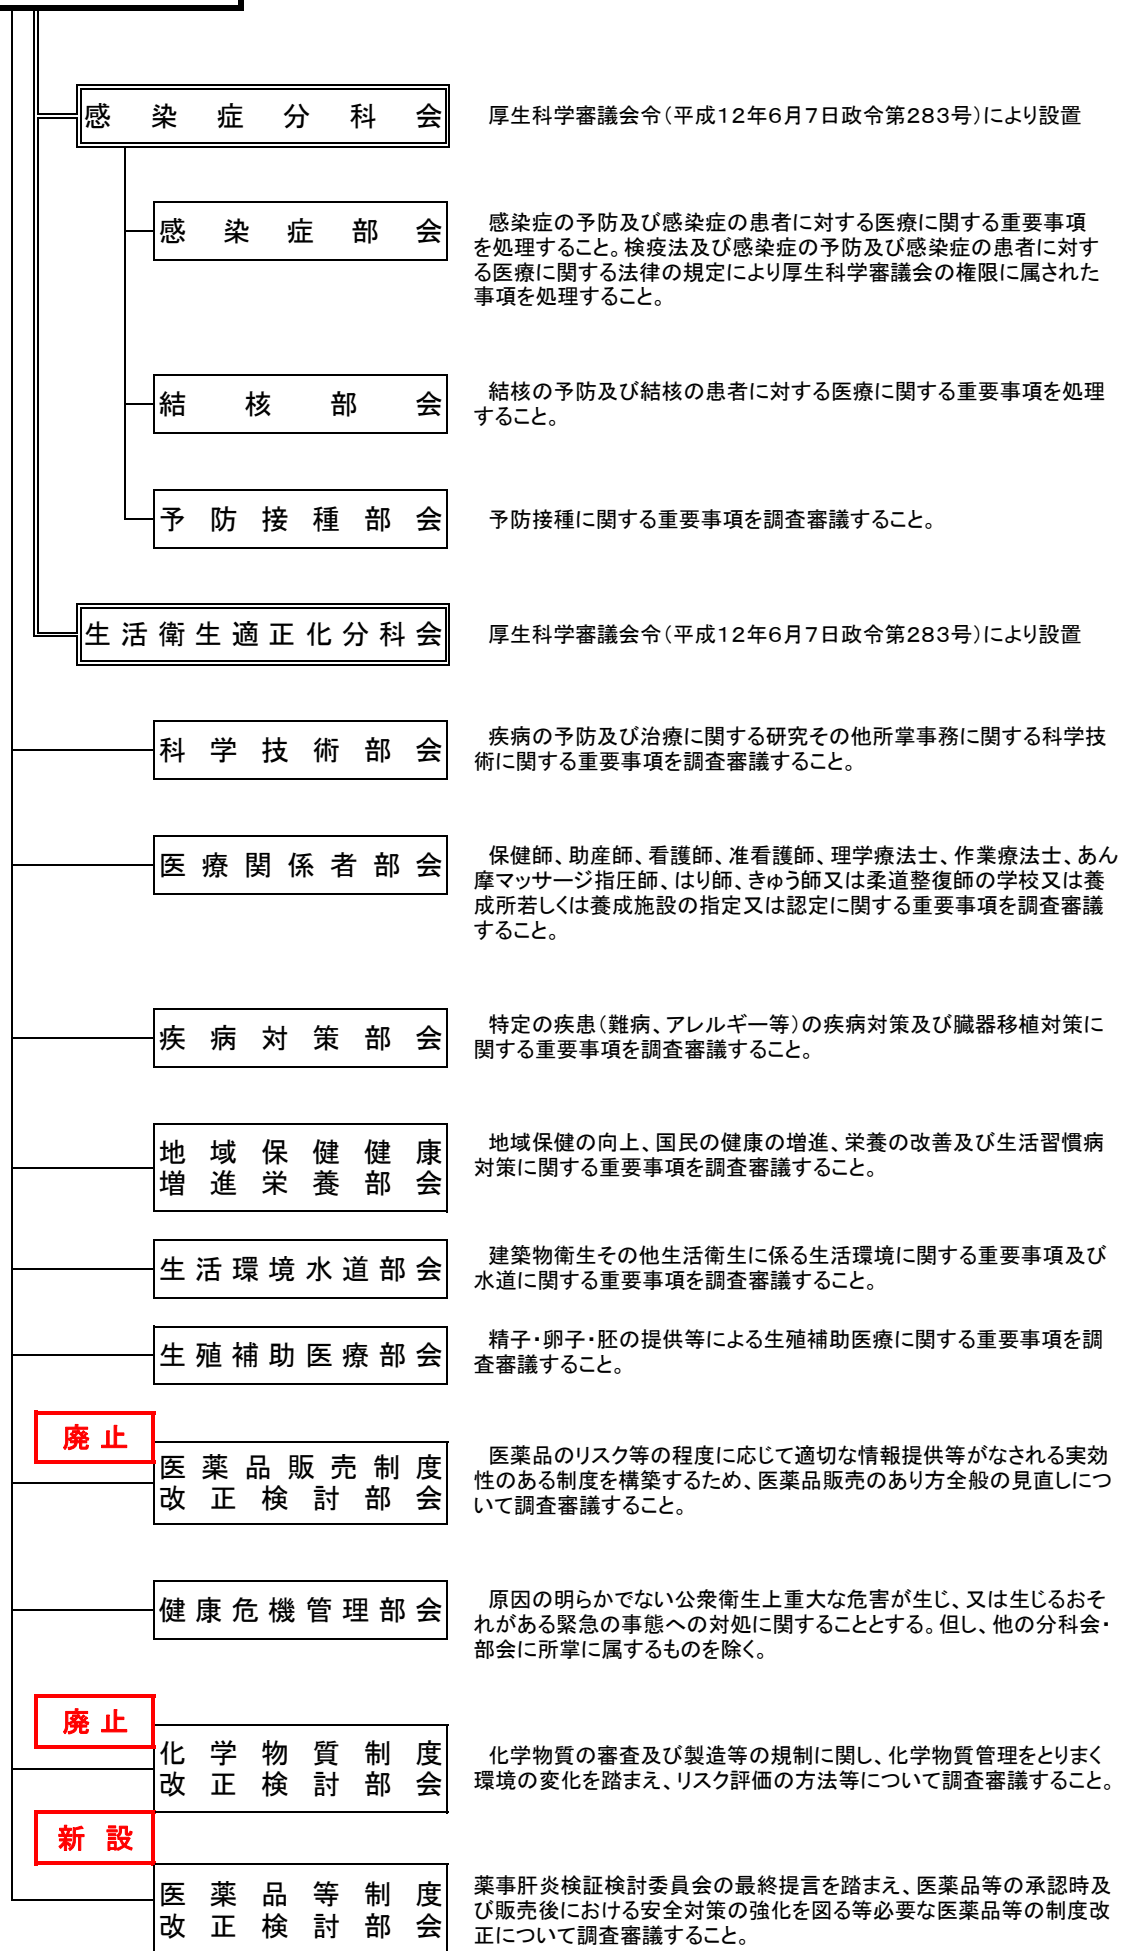 感染症分科会
厚生科学審議会令(平成12年6月7日政令第283号)により設置
感染症部会
感染症の予防及び感染症の患者に対する医療に関する重要事項
を処理すること。検疫法及び感染症の予防及び感染症の患者に対す
る医療に関する法律の規定により厚生科学審議会の権限に属された
事項を処理すること。
結核部会
結核の予防及び結核の患者に対する医療に関する重要事項を処理
すること。
予防接種部会
予防接種に関する重要事項を調査審議すること。
生活衛生適正化分科会
厚生科学審議会令(平成12年6月7日政令第283号)により設置
科学技術部会
疾病の予防及び治療に関する研究その他所掌事務に関する科学技
術に関する重要事項を調査審議すること。
医療関係者部会
保健師、助産師、看護師、准看護師、理学療法士、作業療法士、あん
摩マッサージ指圧師、はり師、きゅう師又は柔道整復師の学校又は養
成所若しくは養成施設の指定又は認定に関する重要事項を調査審議
すること。
疾病対策部会
特定の疾患(難病、アレルギー等)の疾病対策及び臓器移植対策に
関する重要事項を調査審議すること。
地域保健健康
増進栄養部会
地域保健の向上、国民の健康の増進、栄養の改善及び生活習慣病
対策に関する重要事項を調査審議すること。
生活環境水道部会
建築物衛生その他生活衛生に係る生活環境に関する重要事項及び
水道に関する重要事項を調査審議すること。
生殖補助医療部会
精子・卵子・胚の提供等による生殖補助医療に関する重要事項を調
査審議すること。
廃止
医薬品販売制度
改正検討部会
医薬品のリスク等の程度に応じて適切な情報提供等がなされる実効
性のある制度を構築するため、医薬品販売のあり方全般の見直しにつ
いて調査審議すること。
健康危機管理部会
原因の明らかでない公衆衛生上重大な危害が生じ、又は生じるおそ
れがある緊急の事態への対処に関することとする。但し、他の分科会・
部会に所掌に属するものを除く。
廃止
化学物質制度
改正検討部会
化学物質の審査及び製造等の規制に関し、化学物質管理をとりまく
環境の変化を踏まえ、リスク評価の方法等について調査審議すること。
新設
医薬品等制度
改正検討部会
薬事肝炎検証検討委員会の最終提言を踏まえ、医薬品等の承認時及
び販売後における安全対策の強化を図る等必要な医薬品等の制度改
正について調査審議すること。